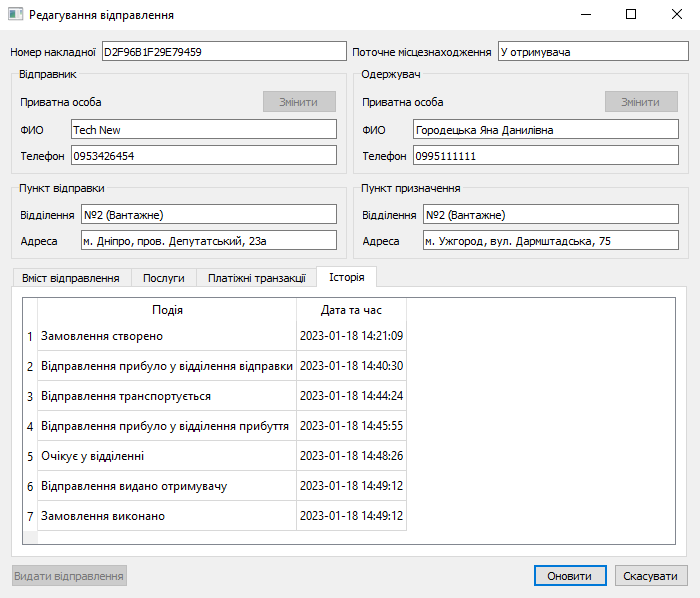 Редагування відправлення
Номер накладної D2F96B1F29E79459 Поточне місцезнаходження У отримувача
Відправник Одержувач
Приватна особа Змінити Приватна особа Змінити
ФИО Tech New ФИО Городецька Яна Данилівна
Телефон 0953426454 Телефон 0995111111
Пункт відправки Пункт призначення
Відділення №2 (Вантажне) Відділення №2 (Вантажне)
Адреса м. Дніпро, пров. Депутатський, 23а Адреса м. Ужгород, вул. Дармштадська, 75
Вміст відправлення Послуги Платіжні транзакції Історія
Подія Дата та час
1 Замовлення створено 2023-01-18 14:21:09
2 Відправлення прибуло у відділення відправки 2023-01-18 14:40:30
3 Відправлення транспортується 2023-01-18 14:44:24
4 Відправлення прибуло у відділення прибуття 2023-01-18 14:45:55
5 Очікує у відділенні 2023-01-18 14:48:26
6 Відправлення видано отримувачу 2023-01-18 14:49:12
7 Замовлення виконано 2023-01-18 14:49:12
Видати відправлення Оновити Скасувати